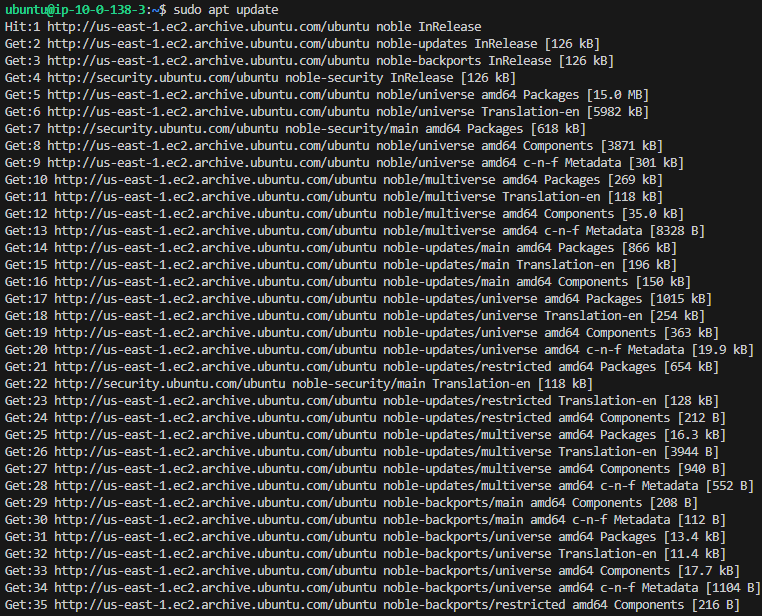 ubuntu@ip-10-0-138-3:~$ sudo apt update
Hit:1 http://us-east-1.ec2.archive.ubuntu.com/ubuntu noble InRelease
Get:2 http://us-east-1.ec2.archive.ubuntu.com/ubuntu noble-updates InRelease [126 kB]
Get:3 http://us-east-1.ec2.archive.ubuntu.com/ubuntu noble-backports InRelease [126 kB]
Get:4 http://security.ubuntu.com/ubuntu noble-security InRelease [126 kB]
Get:5 http://us-east-1.ec2.archive.ubuntu.com/ubuntu noble/universe amd64 Packages [15.0 MB]
Get:6 http://us-east-1.ec2.archive.ubuntu.com/ubuntu noble/universe Translation-en [5982 kB]
Get:7 http://security.ubuntu.com/ubuntu noble-security/main amd64 Packages [618 kB]
Get:8 http://us-east-1.ec2.archive.ubuntu.com/ubuntu noble/universe amd64 Components [3871 kB]
Get:9 http://us-east-1.ec2.archive.ubuntu.com/ubuntu noble/universe amd64 c-n-f Metadata [301 kB]
Get:10 http://us-east-1.ec2.archive.ubuntu.com/ubuntu noble/multiverse amd64 Packages [269 kB]
Get:11 http://us-east-1.ec2.archive.ubuntu.com/ubuntu noble/multiverse Translation-en [118 kB]
Get:12 http://us-east-1.ec2.archive.ubuntu.com/ubuntu noble/multiverse amd64 Components [35.0 kB]
Get:13 http://us-east-1.ec2.archive.ubuntu.com/ubuntu noble/multiverse amd64 c-n-f Metadata [8328 B]
Get:14 http://us-east-1.ec2.archive.ubuntu.com/ubuntu noble-updates/main amd64 Packages [866 kB]
Get:15 http://us-east-1.ec2.archive.ubuntu.com/ubuntu noble-updates/main Translation-en [196 kB]
Get:16 http://us-east-1.ec2.archive.ubuntu.com/ubuntu noble-updates/main amd64 Components [150 kB]
Get:17 http://us-east-1.ec2.archive.ubuntu.com/ubuntu noble-updates/universe amd64 Packages [1015 kB]
Get:18 http://us-east-1.ec2.archive.ubuntu.com/ubuntu noble-updates/universe Translation-en [254 kB]
Get:19 http://us-east-1.ec2.archive.ubuntu.com/ubuntu noble-updates/universe amd64 Components [363 kB]
Get:20 http://us-east-1.ec2.archive.ubuntu.com/ubuntu noble-updates/universe amd64 c-n-f Metadata [19.9 kB]
Get:21 http://us-east-1.ec2.archive.ubuntu.com/ubuntu noble-updates/restricted amd64 Packages [654 kB]
Get:22 http://security.ubuntu.com/ubuntu noble-security/main Translation-en [118 kB]
Get:23 http://us-east-1.ec2.archive.ubuntu.com/ubuntu noble-updates/restricted Translation-en [128 kB]
Get:24 http://us-east-1.ec2.archive.ubuntu.com/ubuntu noble-updates/restricted amd64 Components [212 B]
Get:25 http://us-east-1.ec2.archive.ubuntu.com/ubuntu noble-updates/multiverse amd64 Packages [16.3 kB]
Get:26 http://us-east-1.ec2.archive.ubuntu.com/ubuntu noble-updates/multiverse Translation-en [3944 B]
Get:27 http://us-east-1.ec2.archive.ubuntu.com/ubuntu noble-updates/multiverse amd64 Components [940 B]
Get:28 http://us-east-1.ec2.archive.ubuntu.com/ubuntu noble-updates/multiverse amd64 c-n-f Metadata [552 B]
Get:29 http://us-east-1.ec2.archive.ubuntu.com/ubuntu noble-backports/main amd64 Components [208 B]
Get:30 http://us-east-1.ec2.archive.ubuntu.com/ubuntu noble-backports/main amd64 c-n-f Metadata [112 B]
Get:31 http://us-east-1.ec2.archive.ubuntu.com/ubuntu noble-backports/universe amd64 Packages [13.4 kB]
Get:32 http://us-east-1.ec2.archive.ubuntu.com/ubuntu noble-backports/universe Translation-en [11.4 kB]
Get:33 http://us-east-1.ec2.archive.ubuntu.com/ubuntu noble-backports/universe amd64 Components [17.7 kB]
Get:34 http://us-east-1.ec2.archive.ubuntu.com/ubuntu noble-backports/universe amd64 c-n-f Metadata [1104 B]
Get:35 http://us-east-1.ec2.archive.ubuntu.com/ubuntu noble-backports/restricted amd64 Components [216 B]